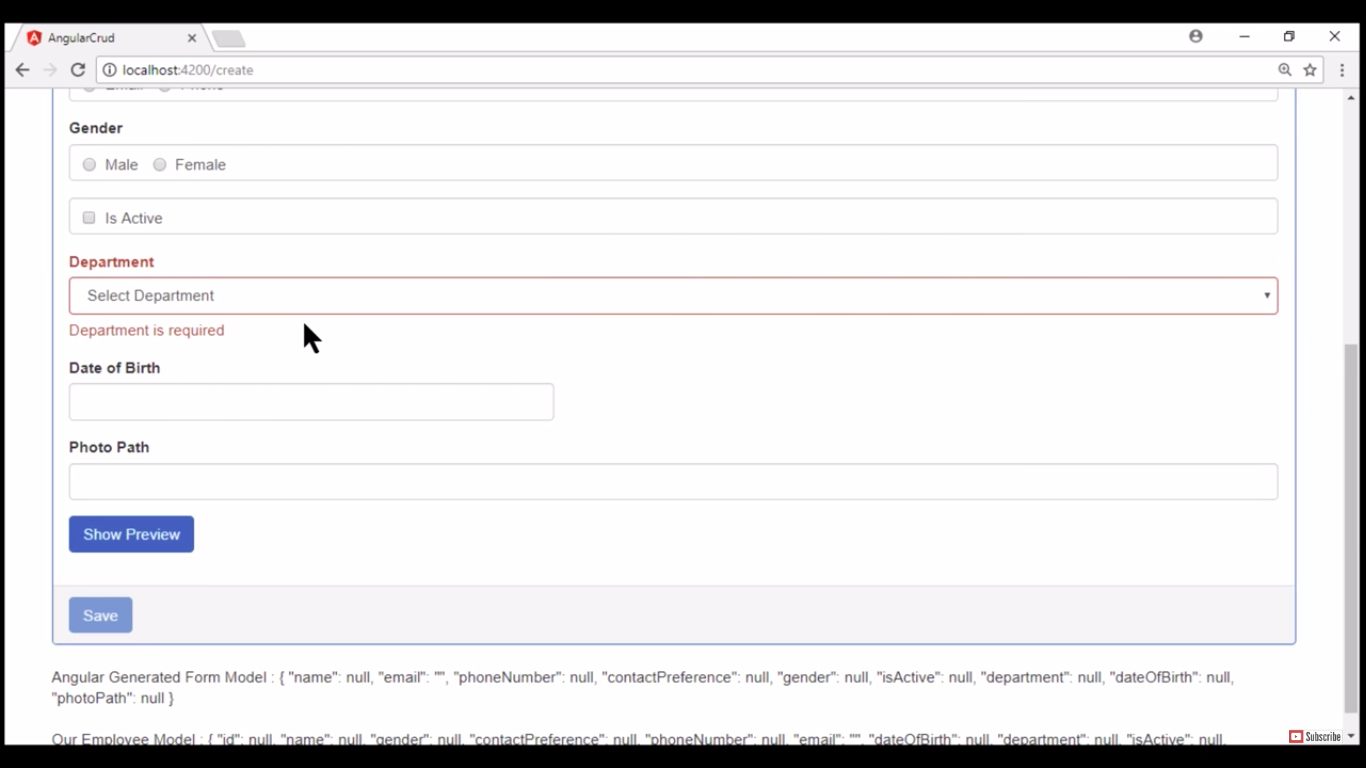 AngularCrud
localhost:4200/create
Email Phone
Gender
Male Female
Is Active
Department
Select Department
Department is required
Date of Birth
Photo Path
Show Preview
Save
Angular Generated Form Model : { "name": null, "email": "", "phoneNumber": null, "contactPreference": null, "gender": null, "isActive": null, "department": null, "dateOfBirth": null,
"photoPath": null }
Our Employee Model : { "id": null, "name": null, "gender": null, "contactPreference": null, "phoneNumber": null, "email": "", "dateOfBirth": null, "department": null, "isActive": null,
Subscribe